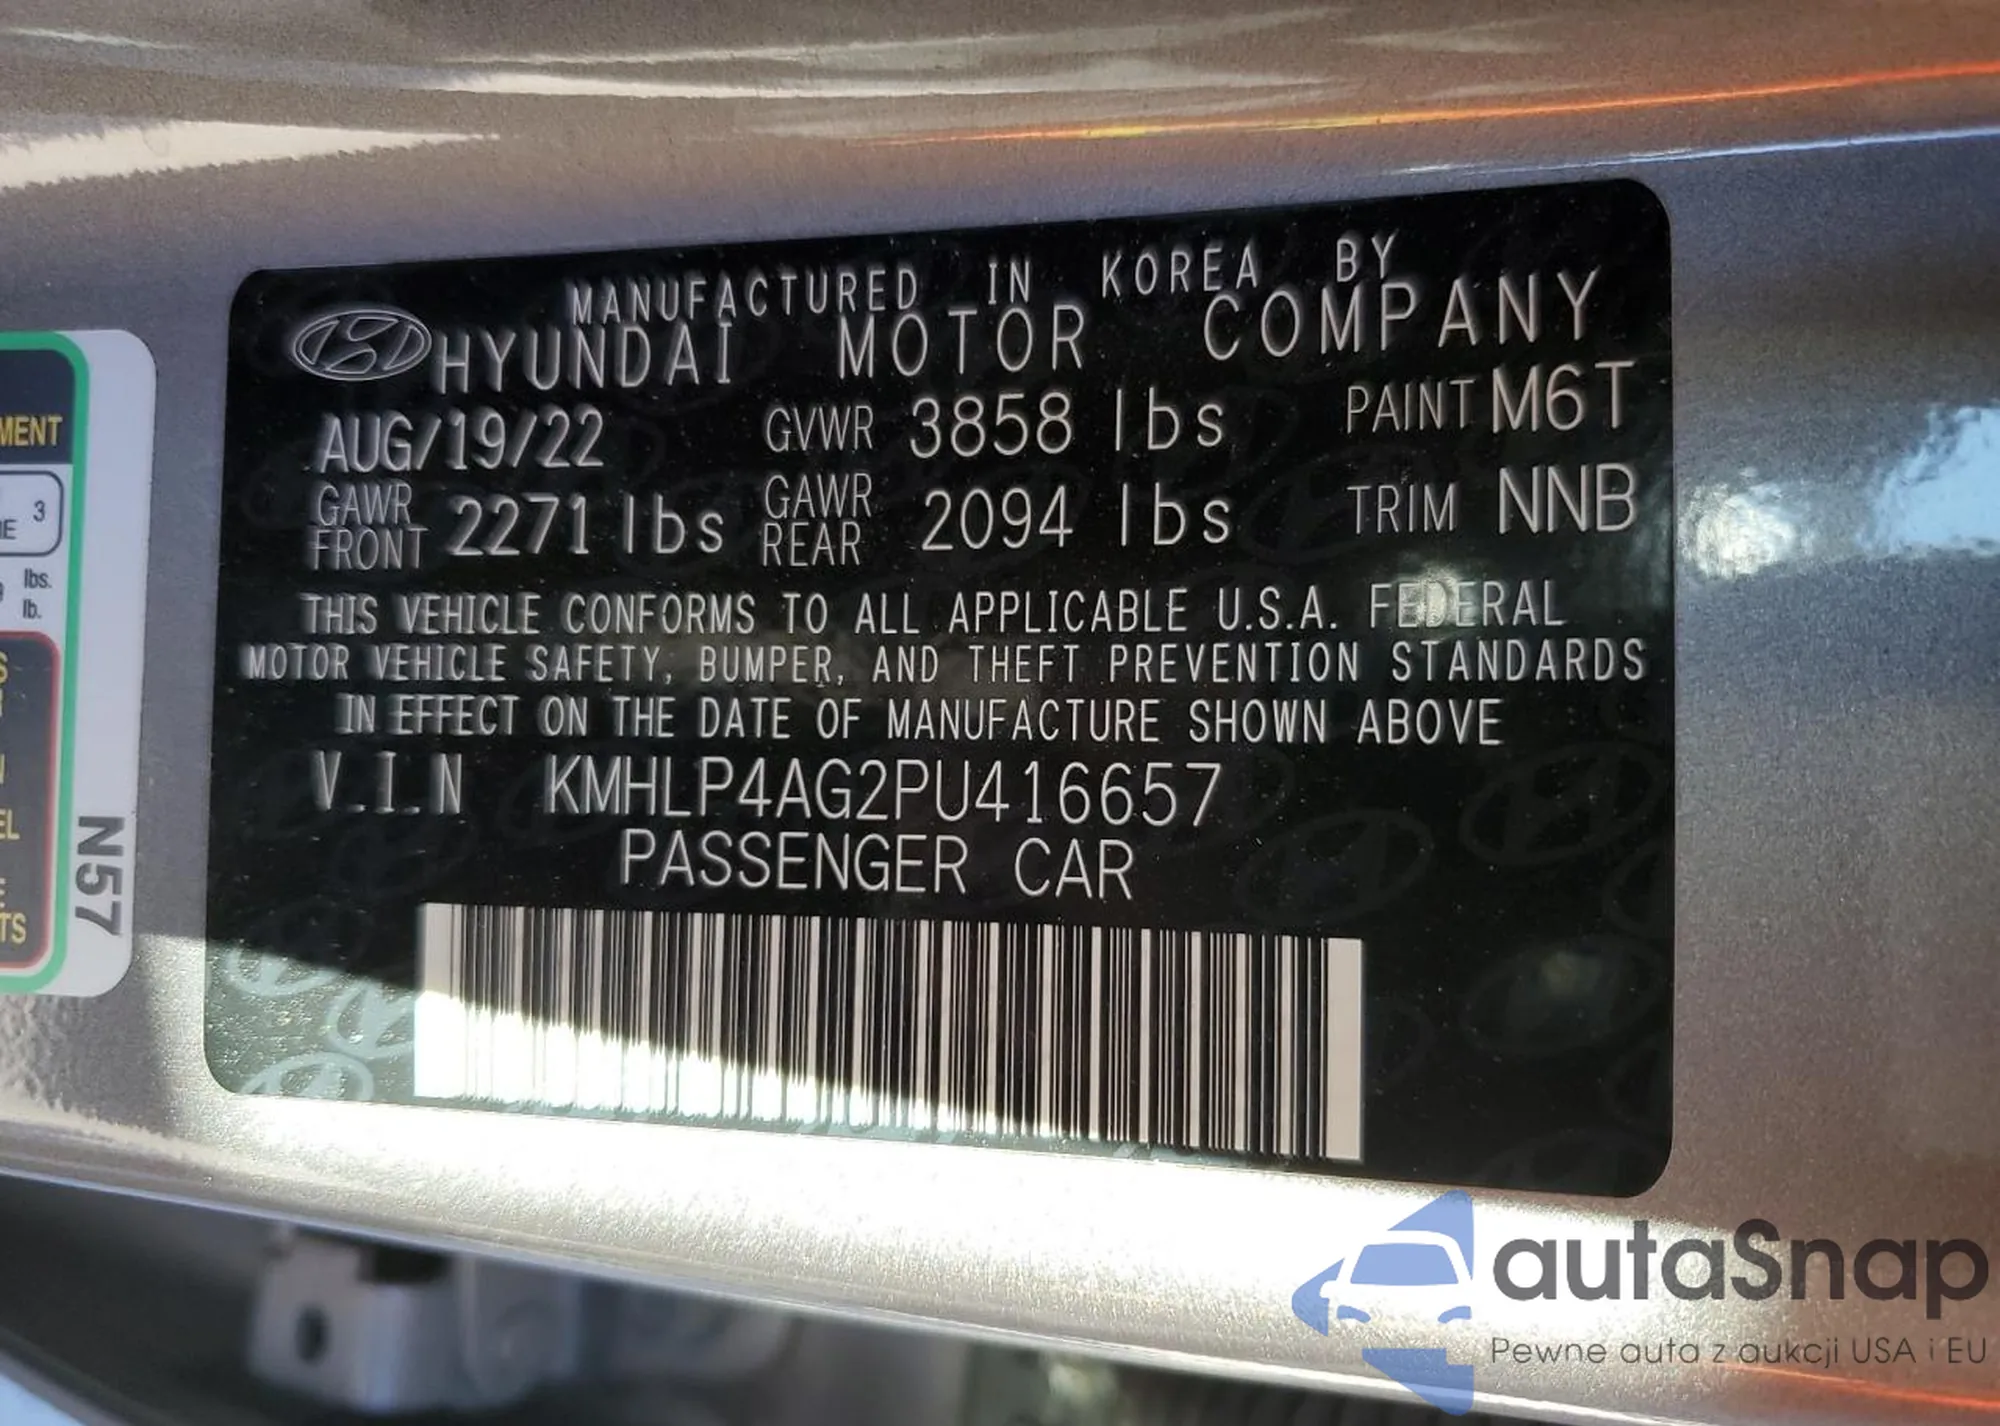 MANUFACTURED IN KOREA BY
HYUNDAI MOTOR COMPANY
AUG/19/22 GVWR 3858 lbs PAINT M6T
GAWR FRONT 2271 lbs GAWR REAR 2094 lbs TRIM NNB
THIS VEHICLE CONFORMS TO ALL APPLICABLE U.S.A. FEDERAL
MOTOR VEHICLE SAFETY, BUMPER, AND THEFT PREVENTION STANDARDS
IN EFFECT ON THE DATE OF MANUFACTURE SHOWN ABOVE
V.I.N KMHLP4AG2PU416657
PASSENGER CAR
3
lbs.
lb.
N57
autaSnap
Pewne auta z aukcji USA i EU